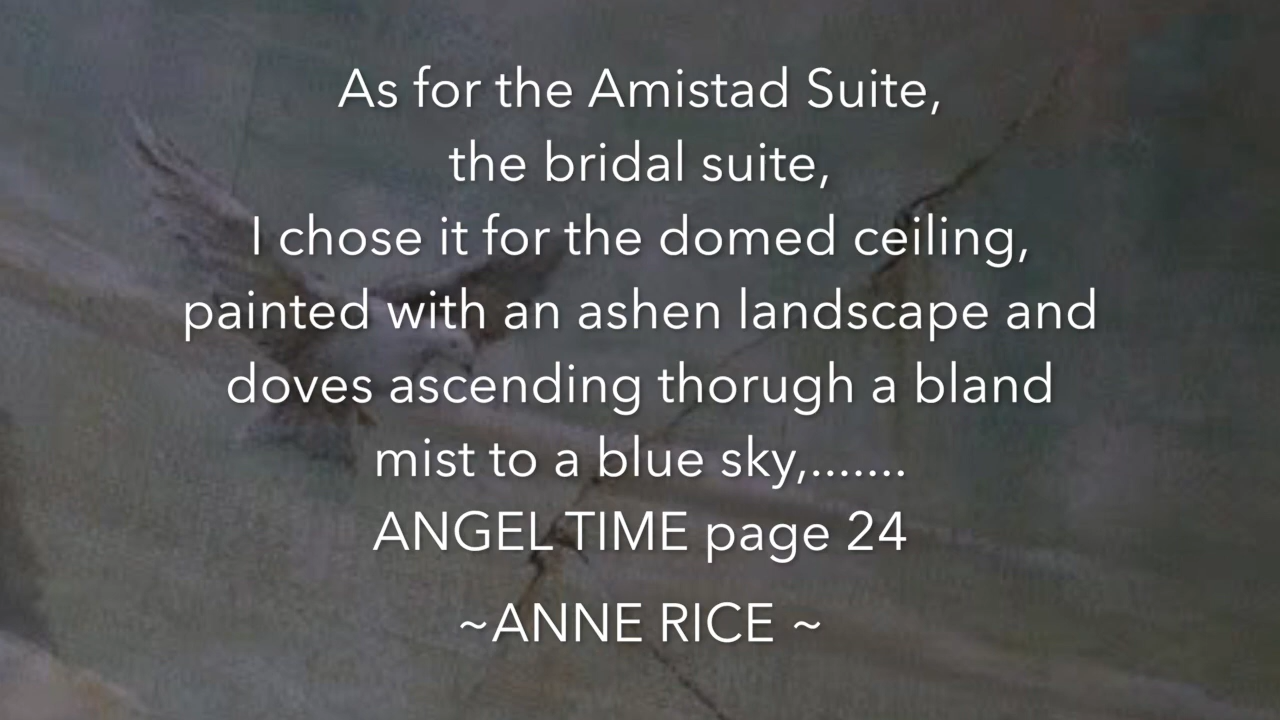 As for the Amistad Suite,
the bridal suite,
I chose it for the domed ceiling,
painted with an ashen landscape and
doves ascending thorugh a bland
mist to a blue sky,.......
ANGEL TIME page 24
~ANNE RICE ~